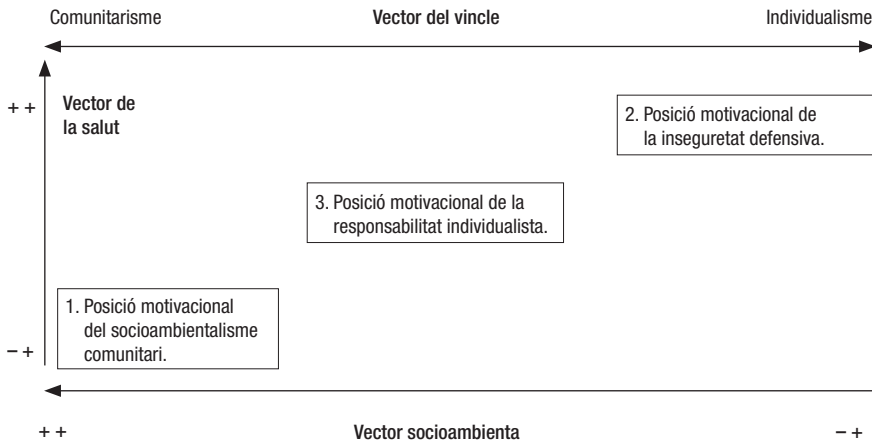 Comunitarisme Vector del vincle Individualisme
+ + Vector de
la salut
2. Posició motivacional de
la inseguretat defensiva.
3. Posició motivacional de la
responsabilitat individualista.
1. Posició motivacional
del socioambientalisme
comunitari.
– +
+ + Vector socioambienta – +